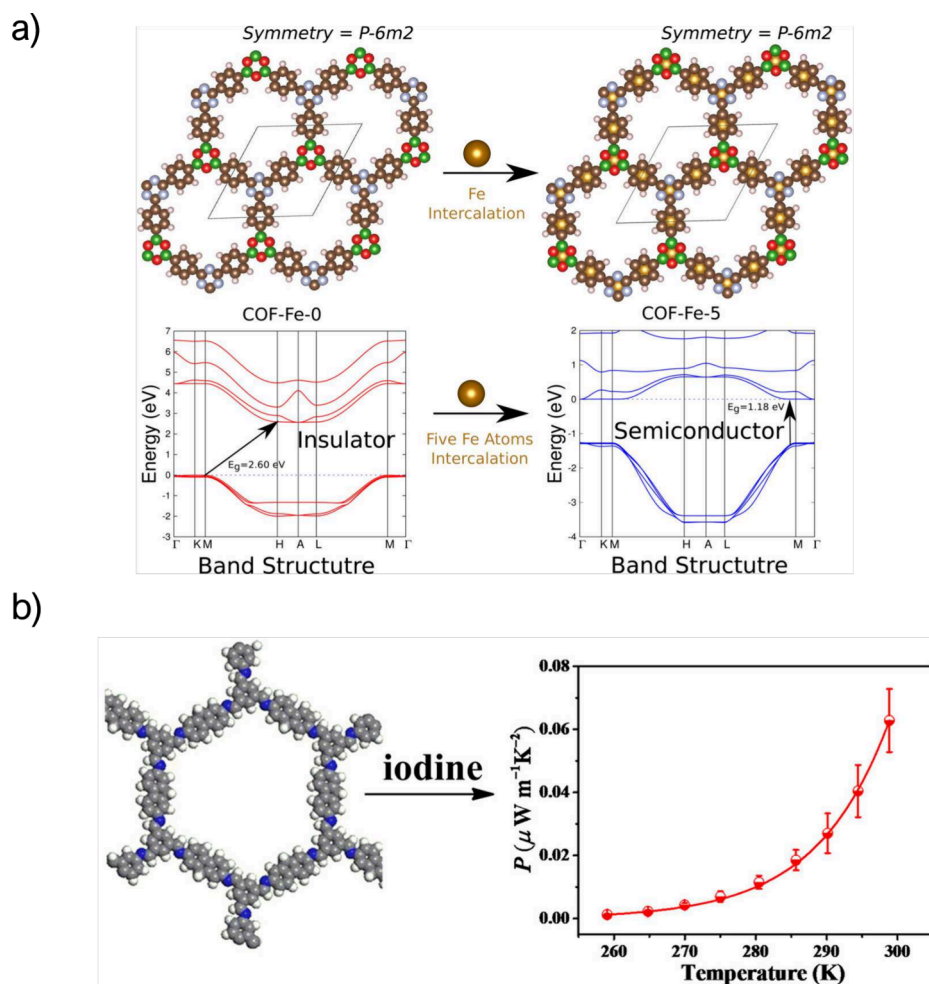 a)
Symmetry = P-6m2
Symmetry = P-6m2
Fe
Intercalation
COF-Fe-0
COF-Fe-5
7
6
5
4
3
2
1
0
-1
-2
-3
Energy (eV)
Insulator
Eg=2.60 eV
Γ K M H A L M Γ
Band Structutre
Five Fe Atoms
Intercalation
2
1
0
-1
-2
-3
-4
Energy (eV)
Eg=1.18 eV
Semiconductor
Γ K M H A L M Γ
Band Structutre
b)
iodine
P (μ W m⁻¹K⁻²)
0.08
0.06
0.04
0.02
0.00
260 270 280 290 300
Temperature (K)